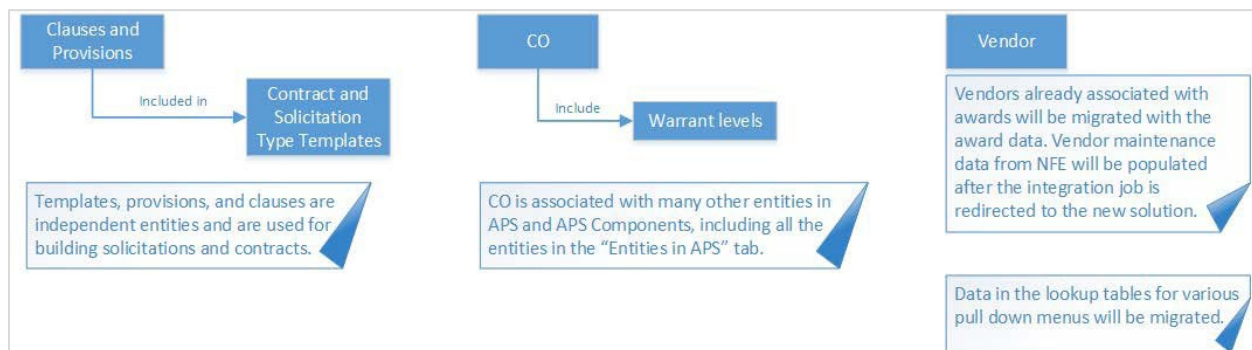 Clauses and
Provisions
Included in
Contract and
Solicitation
Type Templates
Templates, provisions, and clauses are
independent entities and are used for
building solicitations and contracts.
CO
Include
Warrant levels
CO is associated with many other entities in
APS and APS Components, including all the
entities in the “Entities in APS” tab.
Vendor
Vendors already associated with
awards will be migrated with the
award data. Vendor maintenance
data from NFE will be populated
after the integration job is
redirected to the new solution.
Data in the lookup tables for various
pull down menus will be migrated.